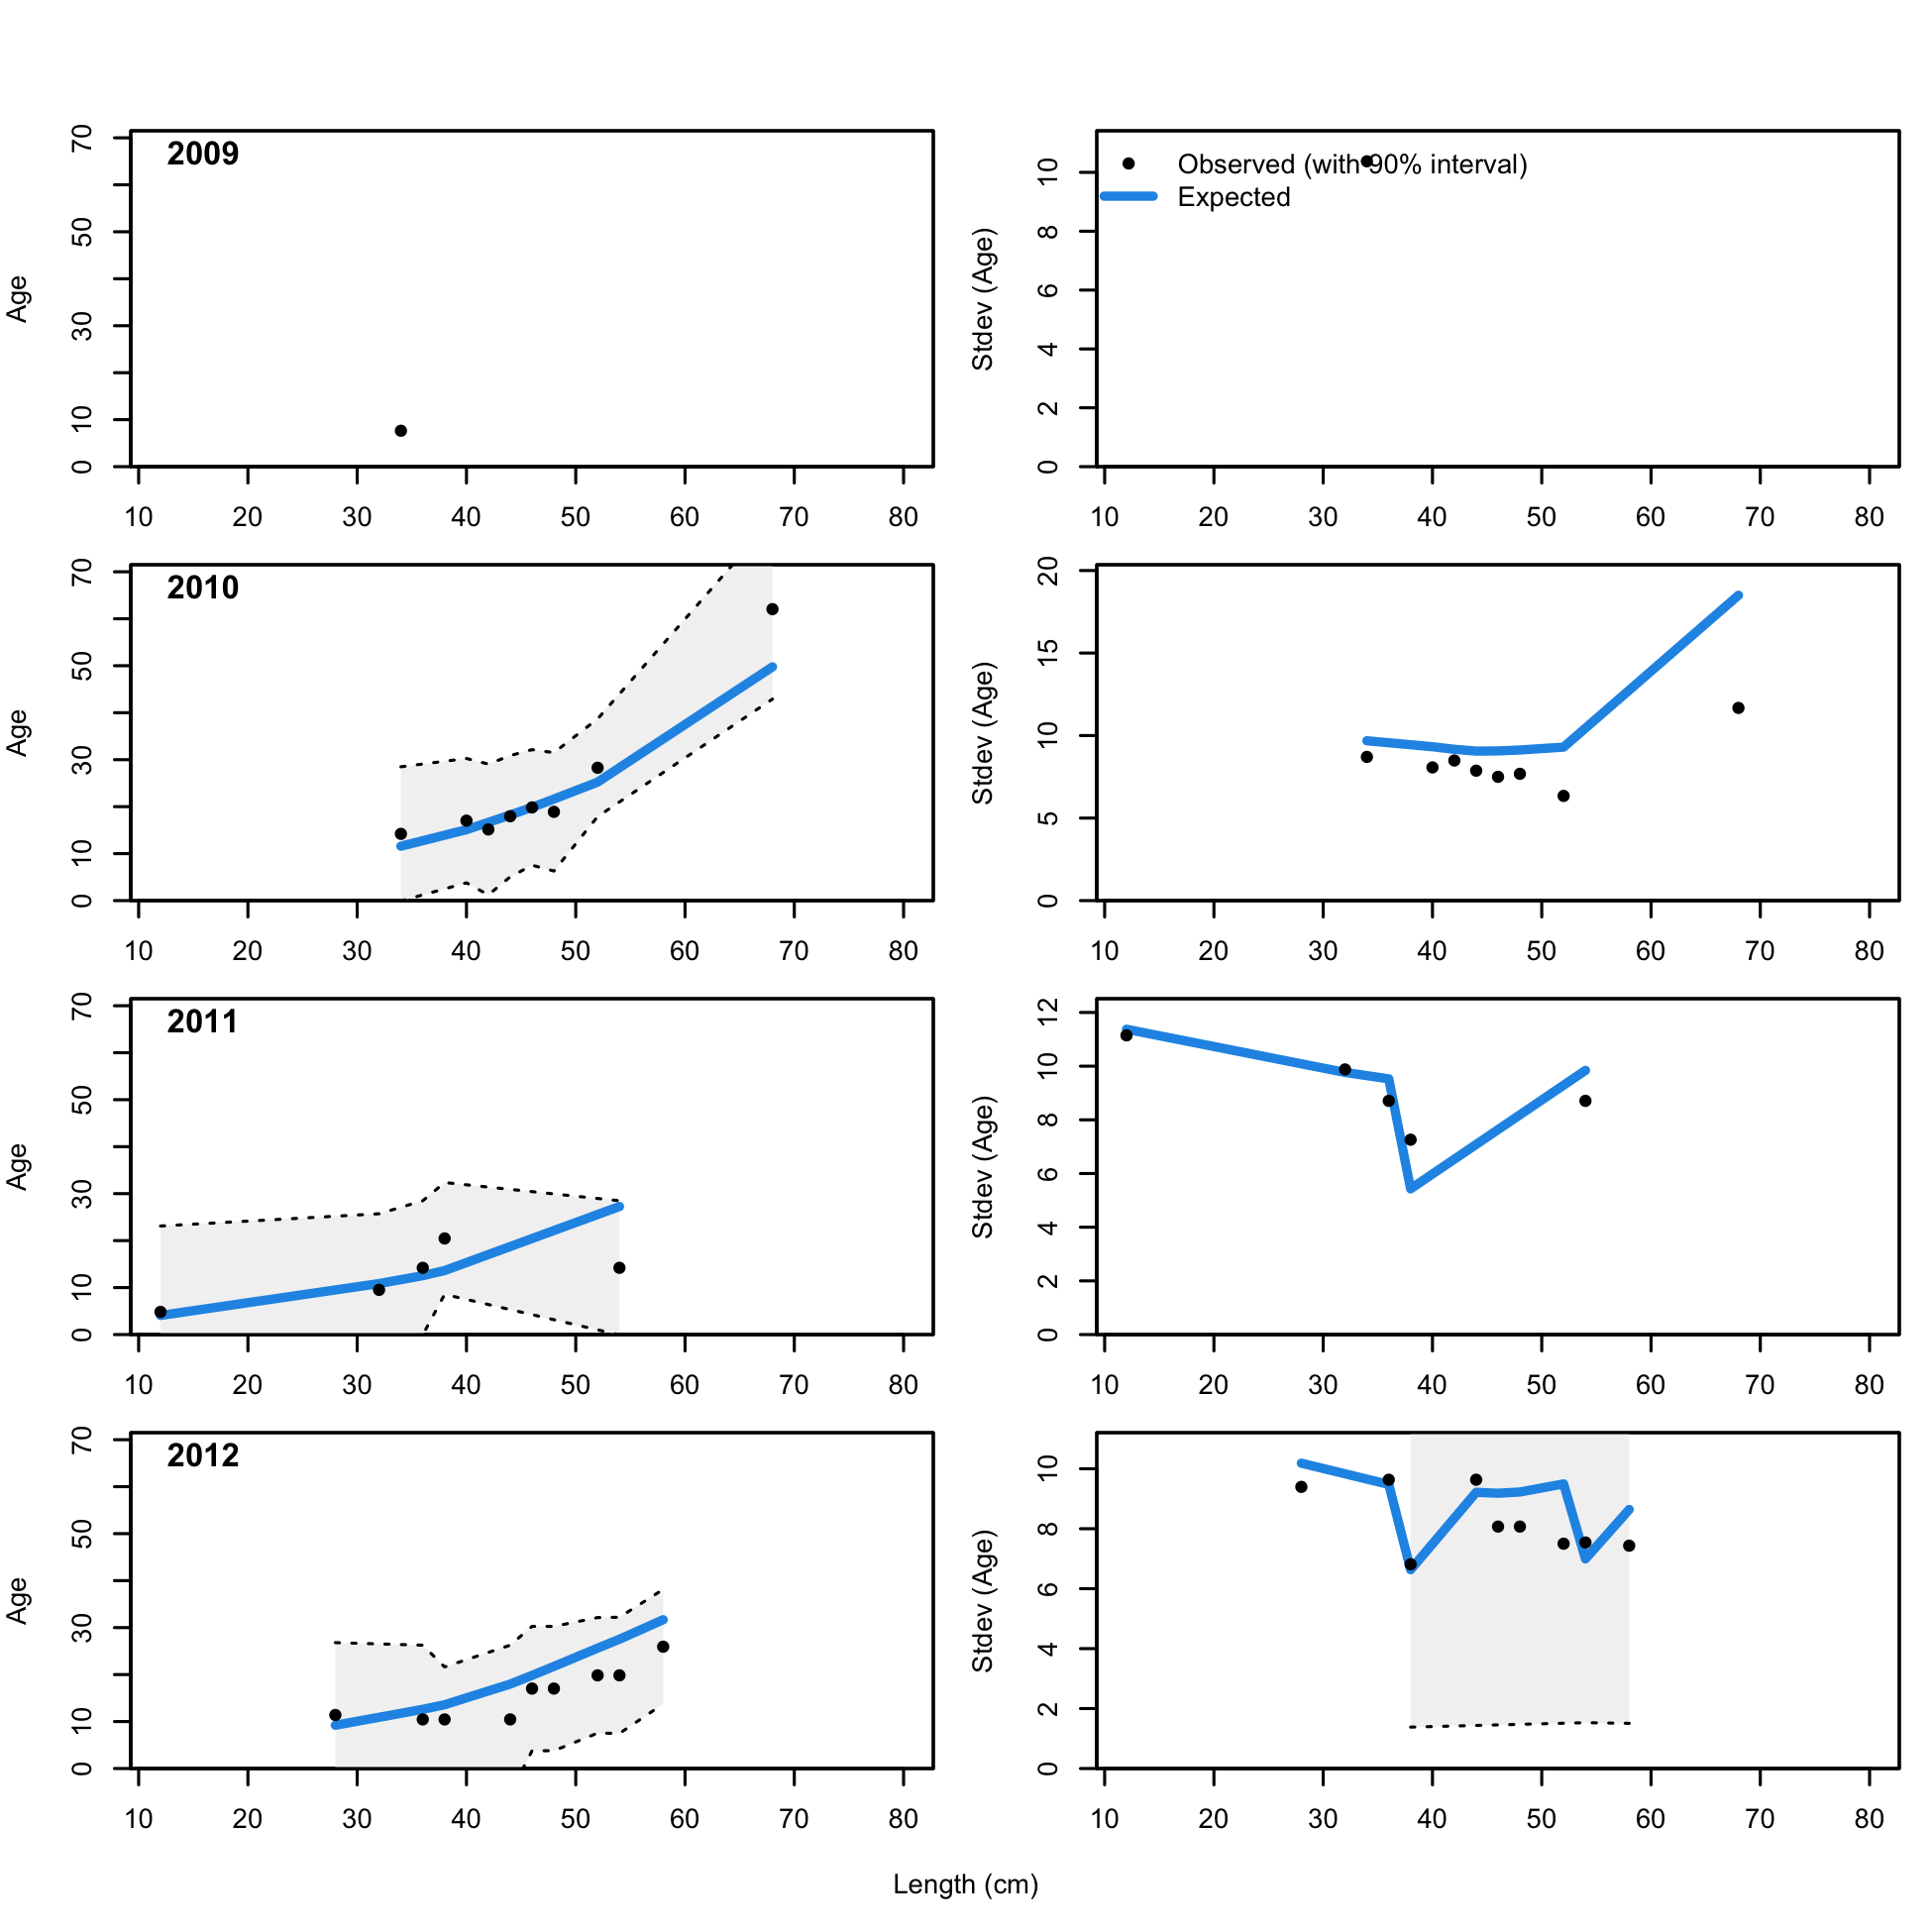 2009
Age
0 10 30 50 70
10 20 30 40 50 60 70 80
Observed (with 90% interval)
Expected
Stdev (Age)
0 2 4 6 8 10
10 20 30 40 50 60 70 80
2010
Age
0 10 30 50 70
10 20 30 40 50 60 70 80
Stdev (Age)
0 5 10 15 20
10 20 30 40 50 60 70 80
2011
Age
0 10 30 50 70
10 20 30 40 50 60 70 80
Stdev (Age)
0 2 4 6 8 10 12
10 20 30 40 50 60 70 80
2012
Age
0 10 30 50 70
10 20 30 40 50 60 70 80
Stdev (Age)
0 2 4 6 8 10
10 20 30 40 50 60 70 80
Length (cm)